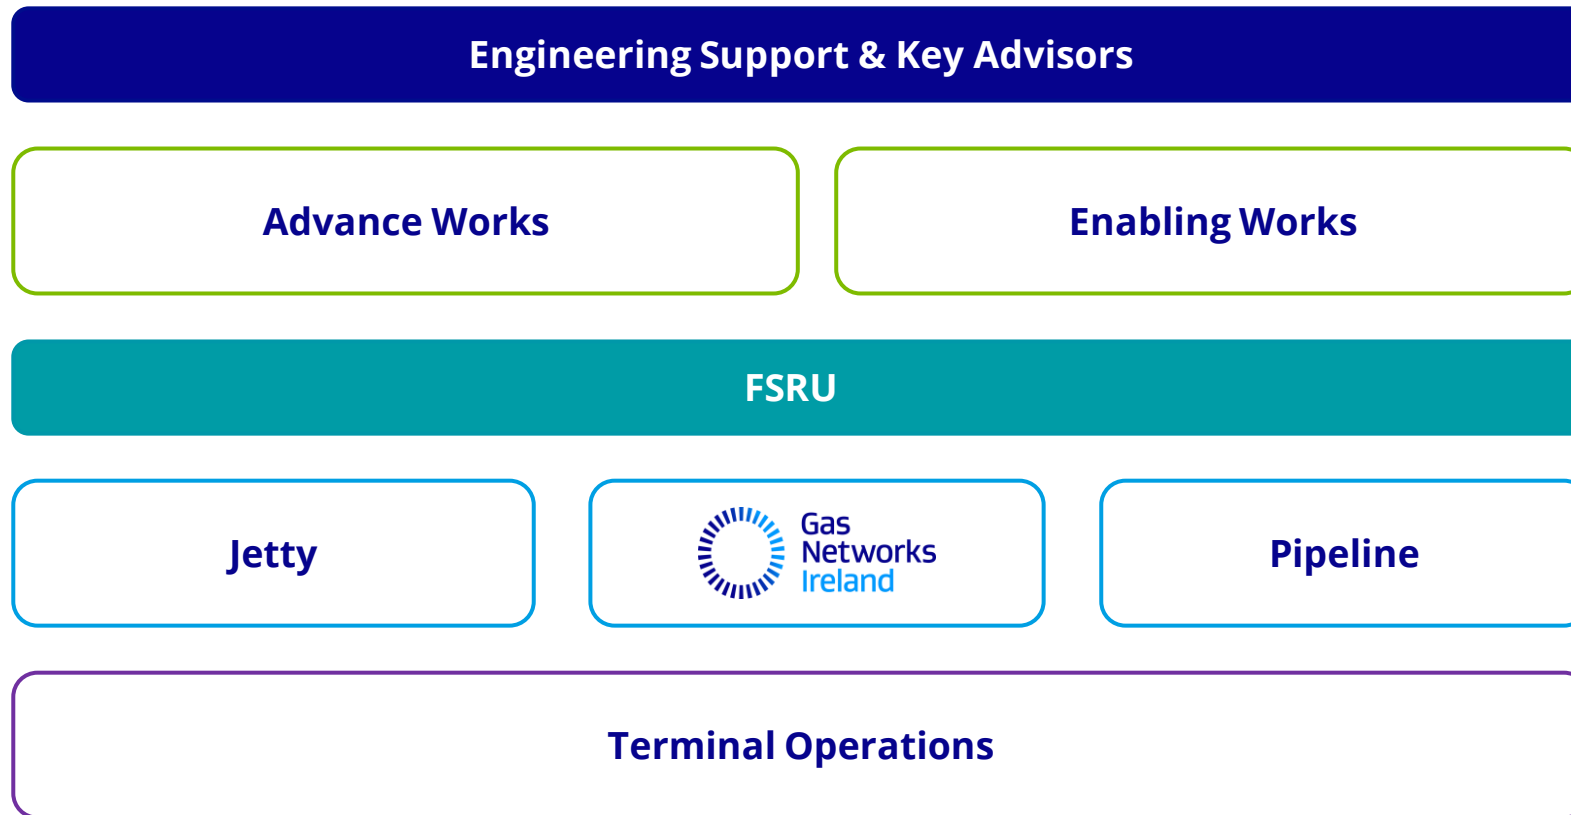 Engineering Support & Key Advisors
Advance Works
Enabling Works
FSRU
Jetty
Gas
Networks
Ireland
Pipeline
Terminal Operations